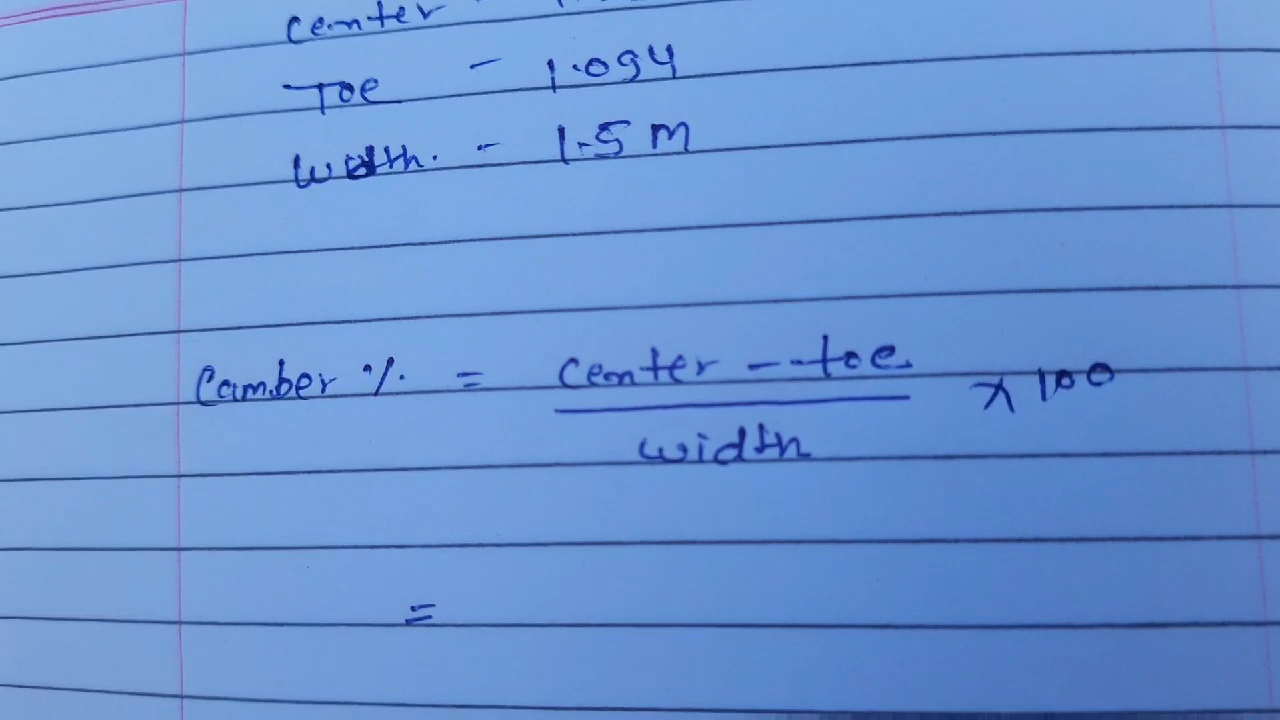 center -
Toe - 1.094
width. - 1.5 M
Camber % = center - toe. × 100
width
=